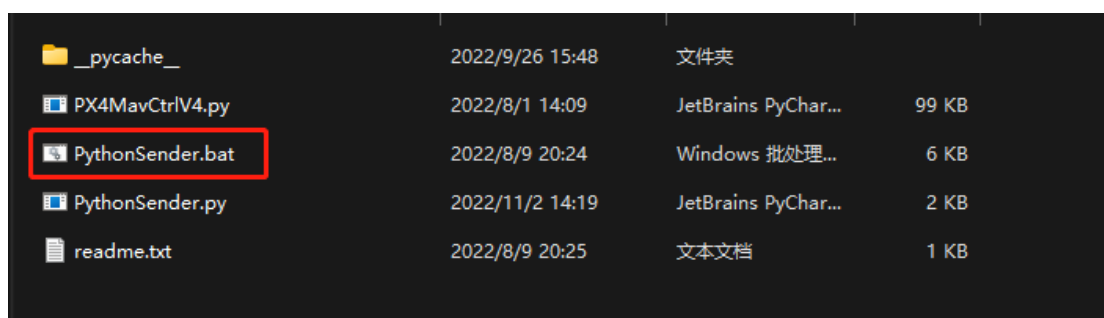 __pycache__ 2022/9/26 15:48 文件夹
PX4MavCtrlV4.py 2022/8/1 14:09 JetBrains PyChar... 99 KB
PythonSender.bat 2022/8/9 20:24 Windows 批处理... 6 KB
PythonSender.py 2022/11/2 14:19 JetBrains PyChar... 2 KB
readme.txt 2022/8/9 20:25 文本文档 1 KB